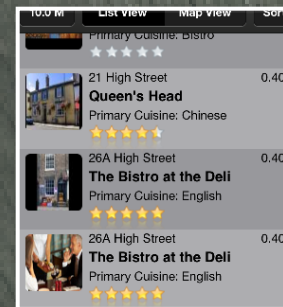 10.0 M List View Map View Sor
Primary Cuisine: Bistro
21 High Street 0.40
Queen's Head
Primary Cuisine: Chinese
26A High Street 0.40
The Bistro at the Deli
Primary Cuisine: English
26A High Street 0.40
The Bistro at the Deli
Primary Cuisine: English